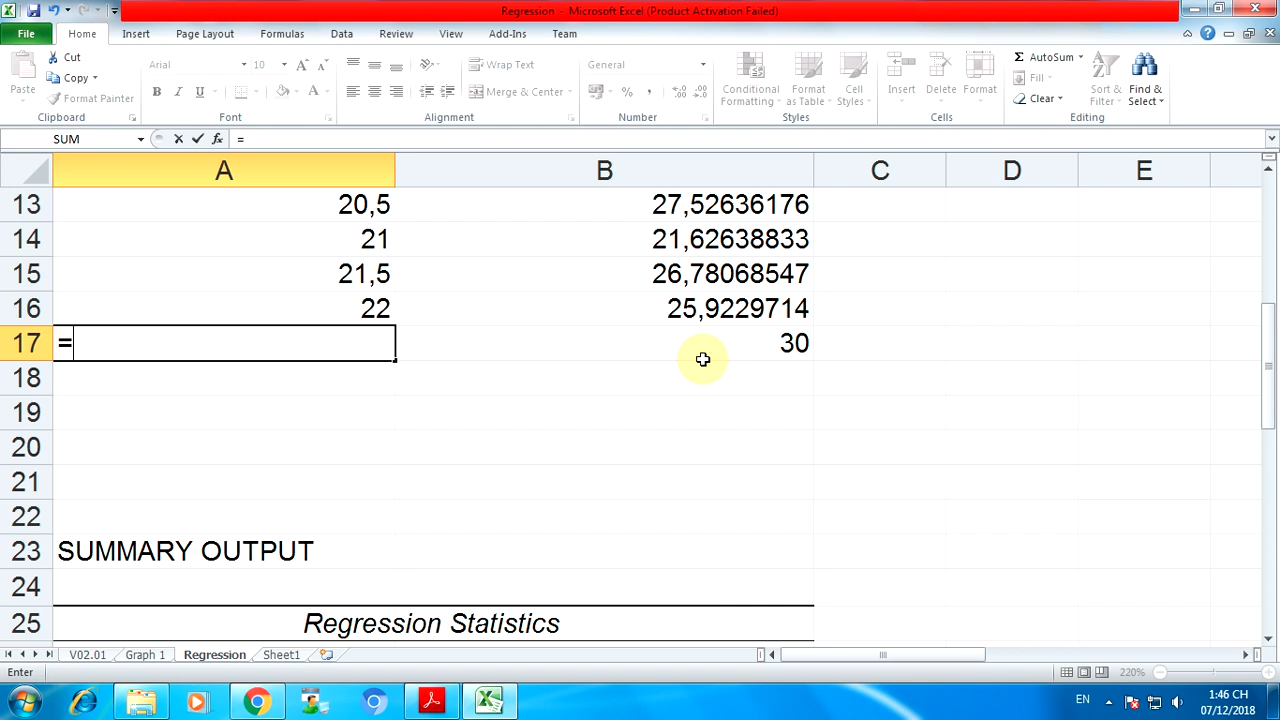 Regression - Microsoft Excel (Product Activation Failed)
File Home Insert Page Layout Formulas Data Review View Add-Ins Team
Cut
Copy
Format Painter
Paste
Clipboard
Arial 10
B I U
Font
Wrap Text
Merge & Center
Alignment
General
%
Number
Conditional Formatting
Format as Table
Cell Styles
Styles
Insert Delete Format
Cells
AutoSum
Fill
Clear
Sort & Filter
Find & Select
Editing
SUM fx =
A B C D E
13 20,5 27,52636176
14 21 21,62638833
15 21,5 26,78068547
16 22 25,9229714
17 = 30
18
19
20
21
22
23 SUMMARY OUTPUT
24
25 Regression Statistics
V02.01 Graph 1 Regression Sheet1
Enter 220%
EN 1:46 CH
07/12/2018